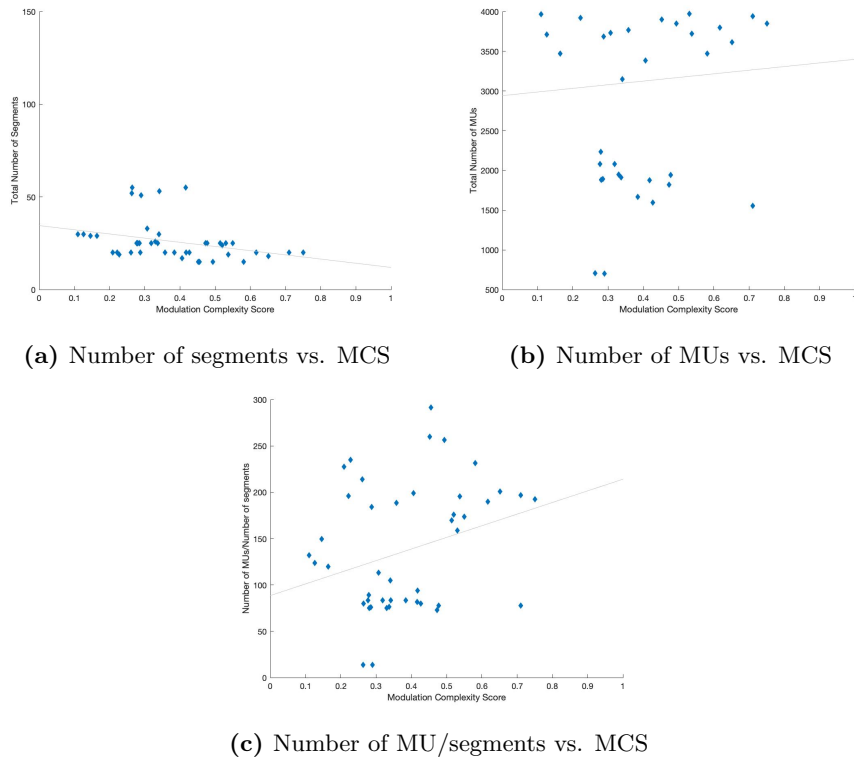 150
100
50
0
Total Number of Segments
0 0.1 0.2 0.3 0.4 0.5 0.6 0.7 0.8 0.9 1
Modulation Complexity Score
(a) Number of segments vs. MCS
4000
3500
3000
2500
2000
1500
1000
500
Total Number of MUs
0 0.1 0.2 0.3 0.4 0.5 0.6 0.7 0.8 0.9 1
Modulation Complexity Score
(b) Number of MUs vs. MCS
300
250
200
150
100
50
0
Number of MUs/Number of segments
0 0.1 0.2 0.3 0.4 0.5 0.6 0.7 0.8 0.9 1
Modulation Complexity Score
(c) Number of MU/segments vs. MCS